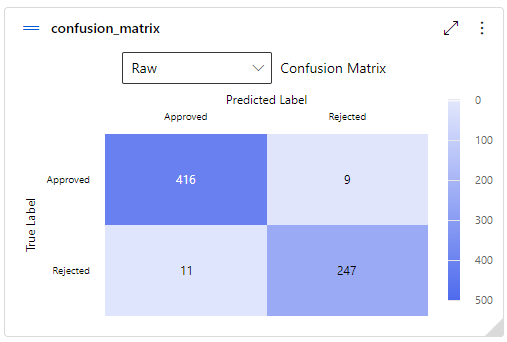 confusion_matrix
Raw
Confusion Matrix
Predicted Label
Approved
Rejected
0
100
200
300
400
500
True Label
Approved
416
9
Rejected
11
247